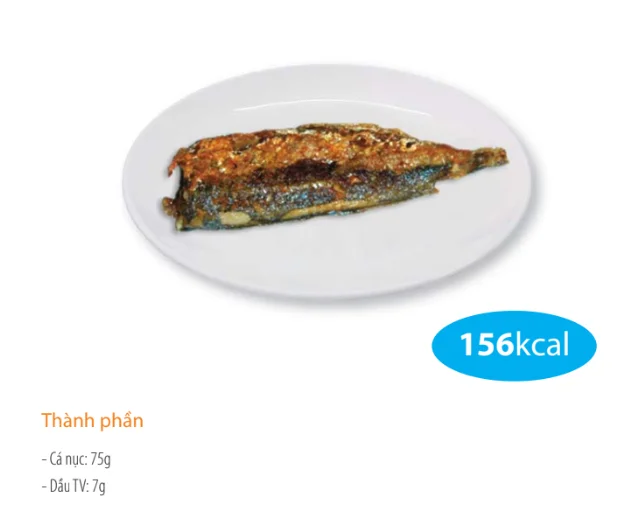 156kcal
Thành phần
- Cá nục: 75g
- Dầu TV: 7g